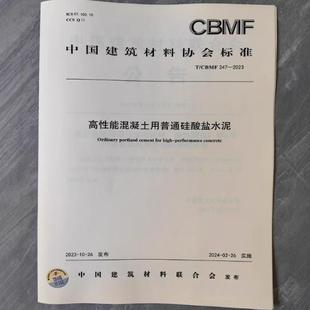 ICS 91.100.10
CCS Q 11
CBMF
中国建筑材料协会标准
T/CBMF 247—2023
高性能混凝土用普通硅酸盐水泥
Ordinary portland cement for high-performance concrete
2023-10-26 发布
2024-02-26 实施
中国建筑材料联合会 发布